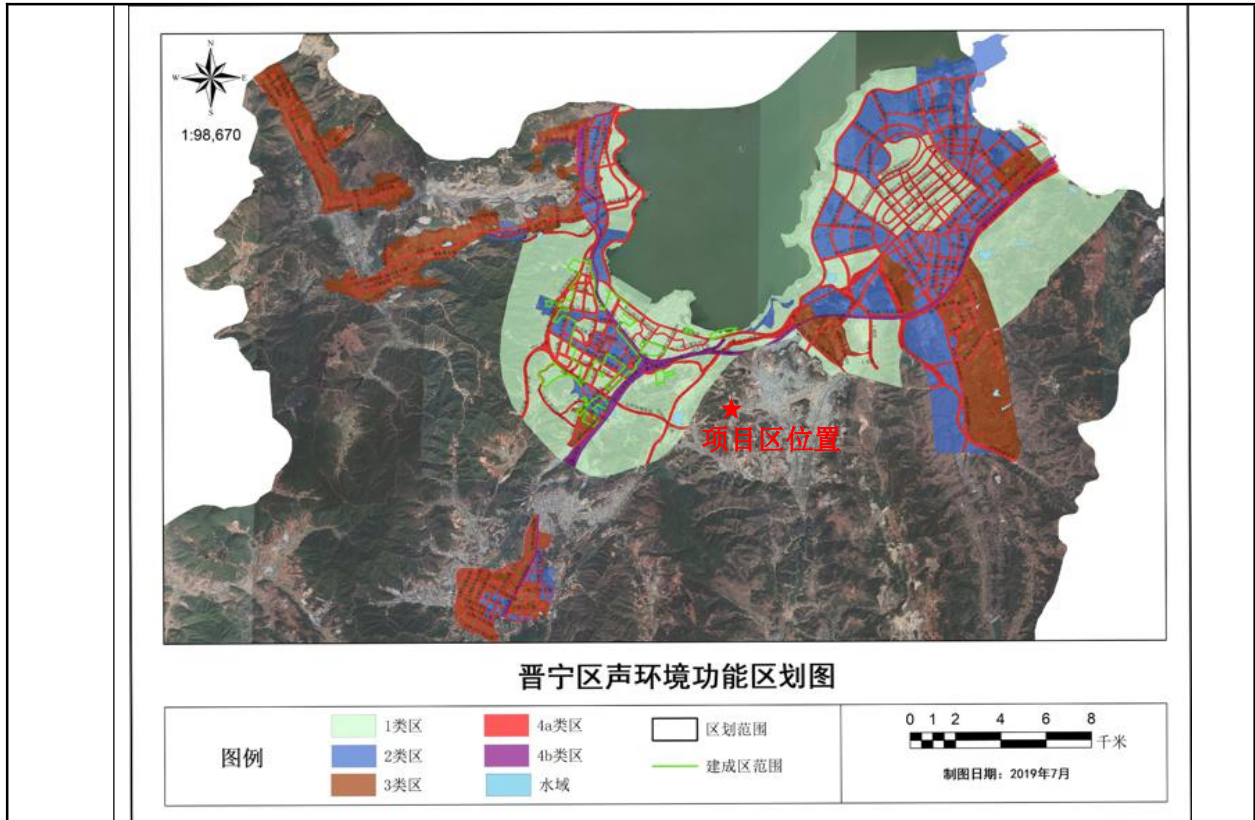 N
W
E
S
1:98,670
项目区位置
晋宁区声环境功能区划图
图例
1类区
2类区
3类区
4a类区
4b类区
水域
区划范围
建成区范围
0 1 2 4 6 8
千米
制图日期：2019年7月